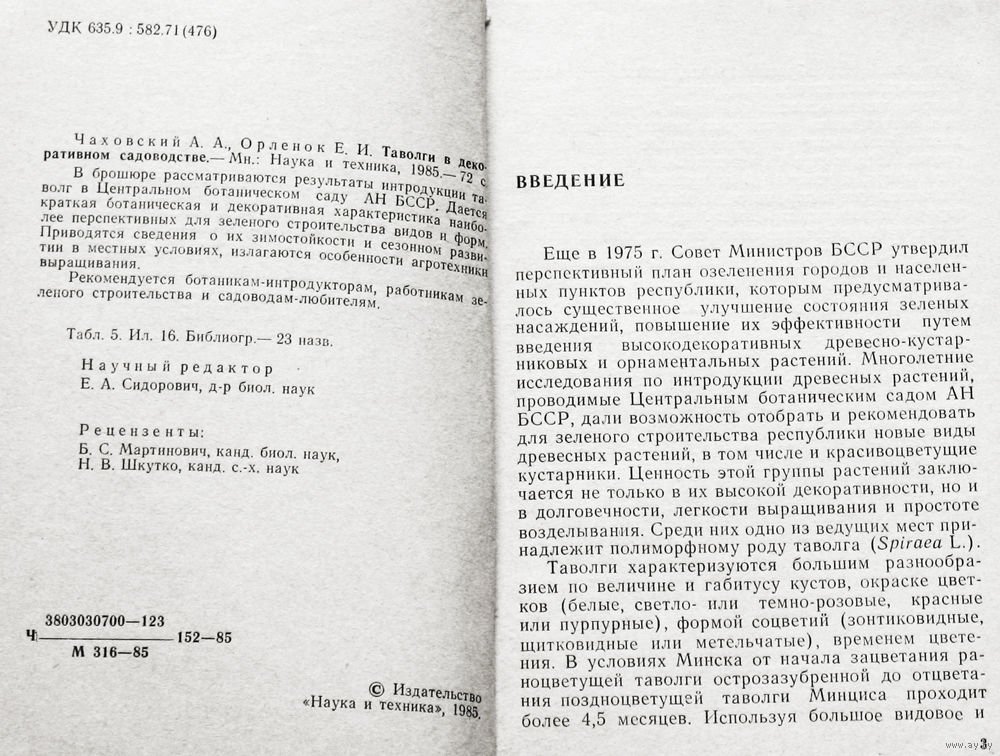 УДК 635.9 : 582.71 (476)
Чаховский А. А., Орленок Е. И. Таволги в деко-
ративном садоводстве.— Мн.: Наука и техника, 1985.— 72 с.
В брошюре рассматриваются результаты интродукции та-
волг в Центральном ботаническом саду АН БССР. Дается
краткая ботаническая и декоративная характеристика наибо-
лее перспективных для зеленого строительства видов и форм.
Приводятся сведения о их зимостойкости и сезонном разви-
тии в местных условиях, излагаются особенности агротехники
выращивания.
Рекомендуется ботаникам-интродукторам, работникам зе-
леного строительства и садоводам-любителям.
Табл. 5. Ил. 16. Библиогр.— 23 назв.
Научный редактор
Е. А. Сидорович, д-р биол. наук
Рецензенты:
Б. С. Мартинович, канд. биол. наук,
Н. В. Шкутко, канд. с.-х. наук
3803030700—123
Ч 152—85
М 316—85
© Издательство
«Наука и техника», 1985.
ВВЕДЕНИЕ
Еще в 1975 г. Совет Министров БССР утвердил
перспективный план озеленения городов и населен-
ных пунктов республики, которым предусматрива-
лось существенное улучшение состояния зеленых
насаждений, повышение их эффективности путем
введения высокодекоративных древесно-кустар-
никовых и орнаментальных растений. Многолетние
исследования по интродукции древесных растений,
проводимые Центральным ботаническим садом АН
БССР, дали возможность отобрать и рекомендовать
для зеленого строительства республики новые виды
древесных растений, в том числе и красивоцветущие
кустарники. Ценность этой группы растений заклю-
чается не только в их высокой декоративности, но и
в долговечности, легкости выращивания и простоте
возделывания. Среди них одно из ведущих мест при-
надлежит полиморфному роду таволга (Spiraea L.).
Таволги характеризуются большим разнообра-
зием по величине и габитусу кустов, окраске цвет-
ков (белые, светло- или темно-розовые, красные
или пурпурные), формой соцветий (зонтиковидные,
щитковидные или метельчатые), временем цвете-
ния. В условиях Минска от начала зацветания ра-
ноцветущей таволги острозазубренной до отцвета-
ния поздноцветущей таволги Минциса проходит
более 4,5 месяцев. Используя большое видовое и
3